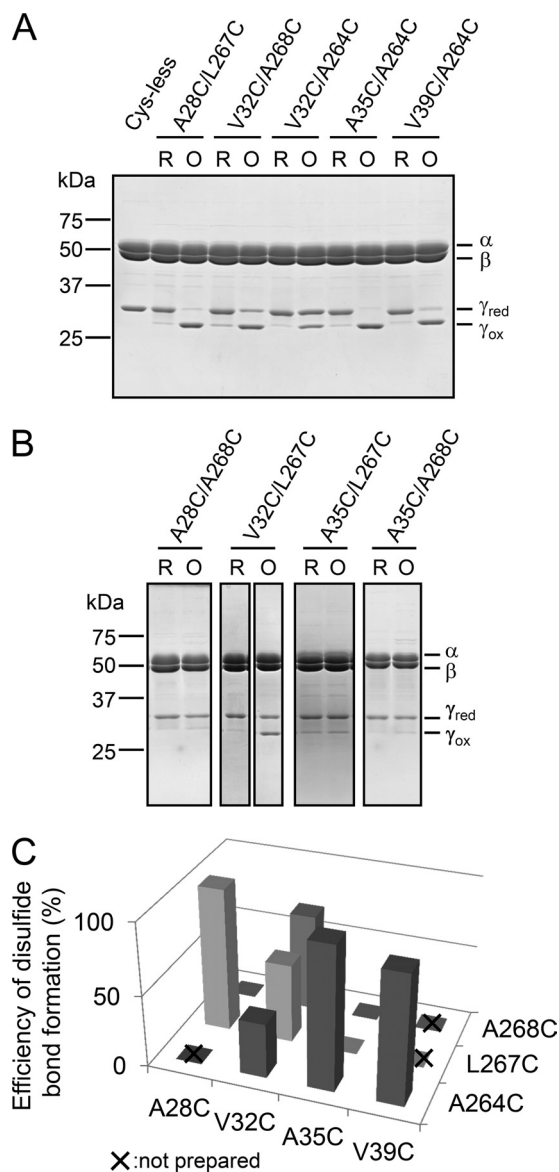 A
Cys-less A28C/L267C V32C/A268C V32C/A264C A35C/A264C V39C/A264C
R O R O R O R O R O
kDa
75
50
37
25
α
β
γred
γox
B
A28C/A268C V32C/L267C A35C/L267C A35C/A268C
R O R O R O R O
kDa
75
50
37
25
α
β
γred
γox
C
Efficiency of disulfide
bond formation (%)
100
50
0
A28C
V32C
A35C
V39C
A268C
L267C
A264C
✕:not prepared